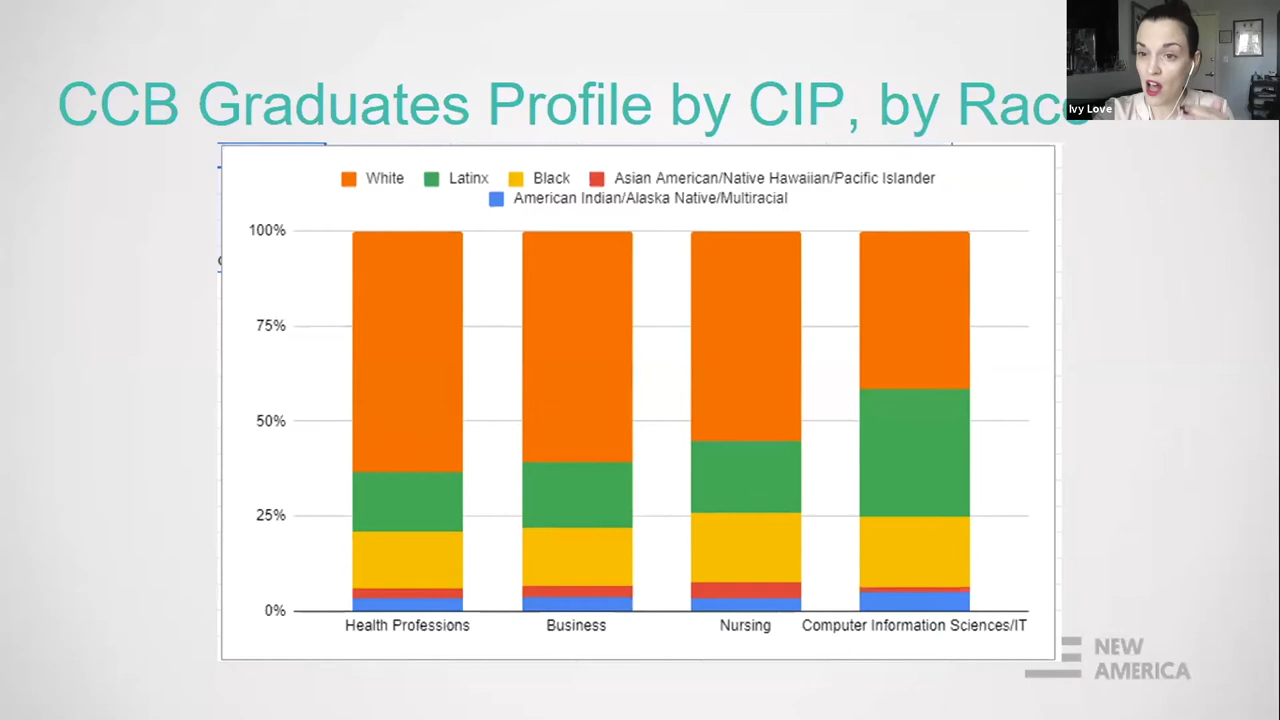 CCB Graduates Profile by CIP, by Race
Ivy Love
White Latinx Black Asian American/Native Hawaiian/Pacific Islander
American Indian/Alaska Native/Multiracial
100%
75%
50%
25%
0%
Health Professions Business Nursing Computer Information Sciences/IT
NEW
AMERICA